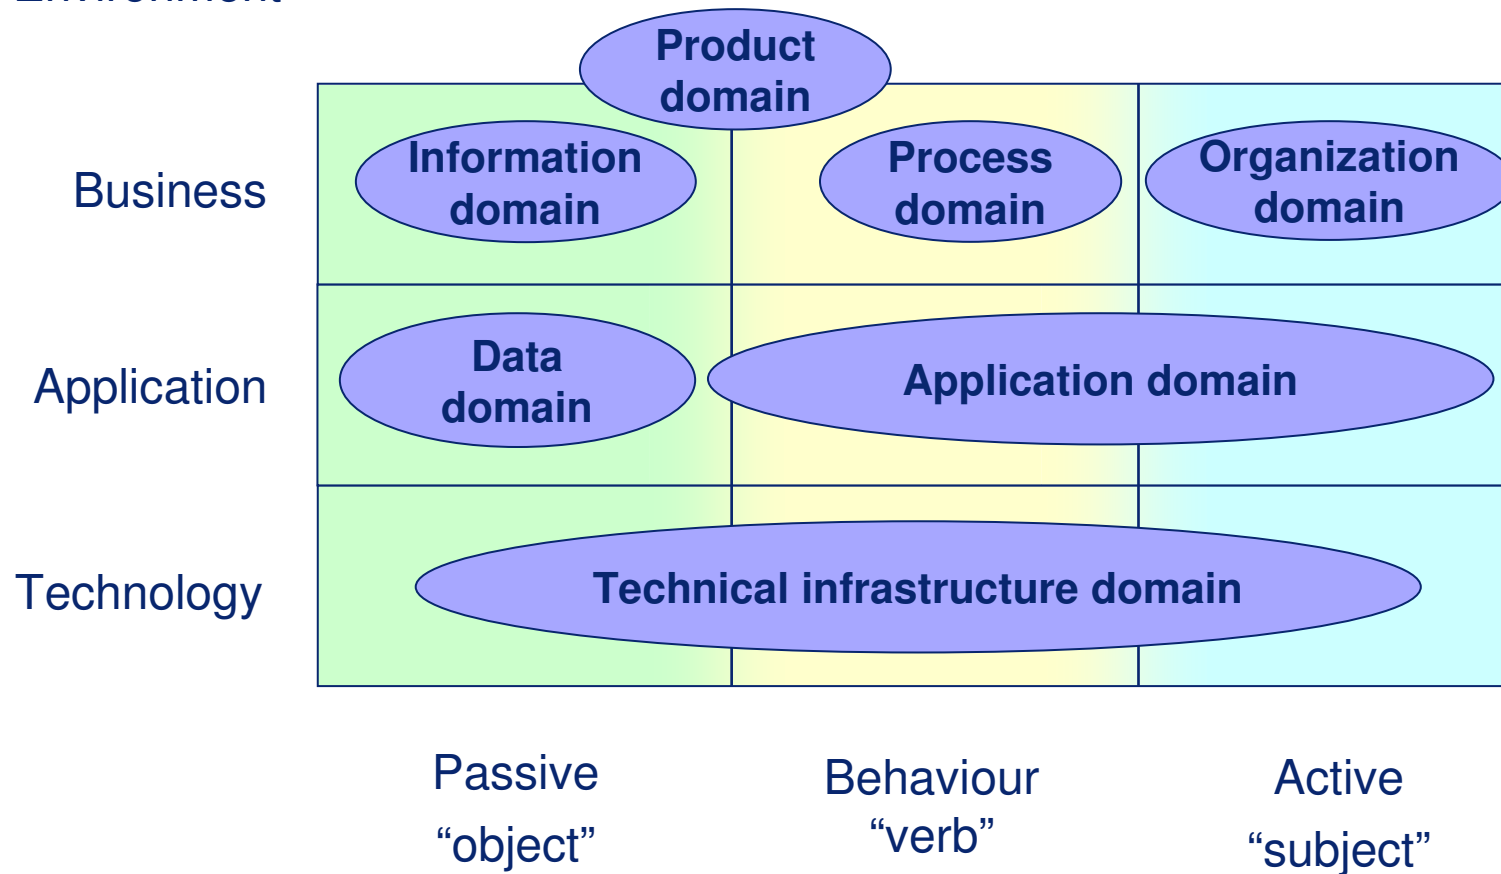 Environment
Product
domain
Business
Information
domain
Process
domain
Organization
domain
Application
Data
domain
Application domain
Technology
Technical infrastructure domain
Passive
“object”
Behaviour
“verb”
Active
“subject”